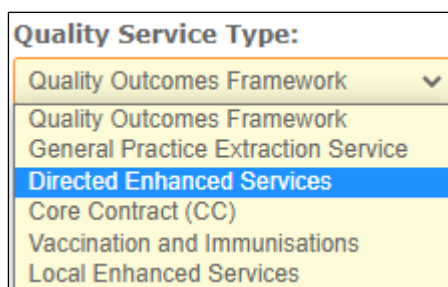 Quality Service Type:
Quality Outcomes Framework
Quality Outcomes Framework
General Practice Extraction Service
Directed Enhanced Services
Core Contract (CC)
Vaccination and Immunisations
Local Enhanced Services